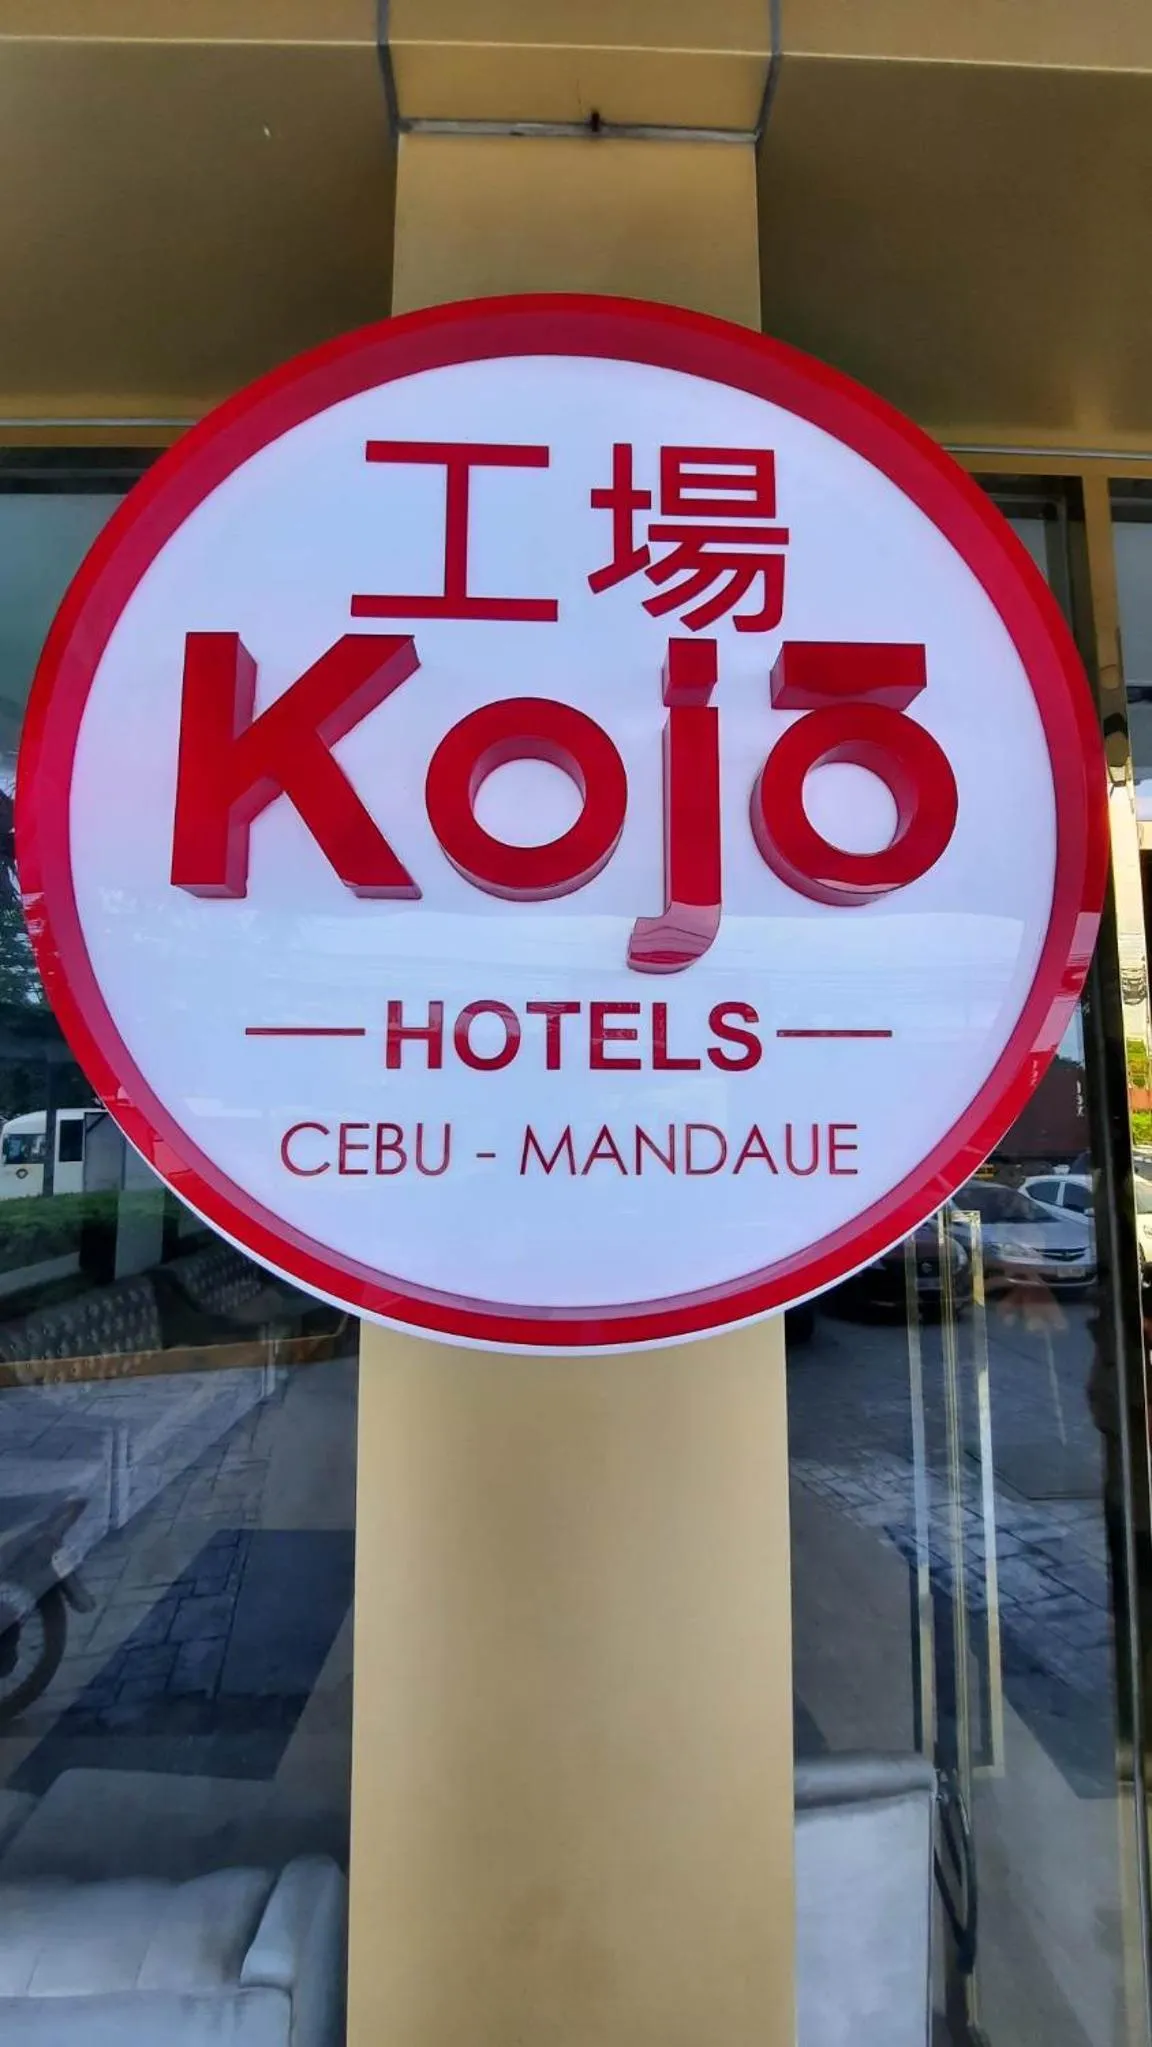 工場
Kojō
HOTELS
CEBU - MANDAUE